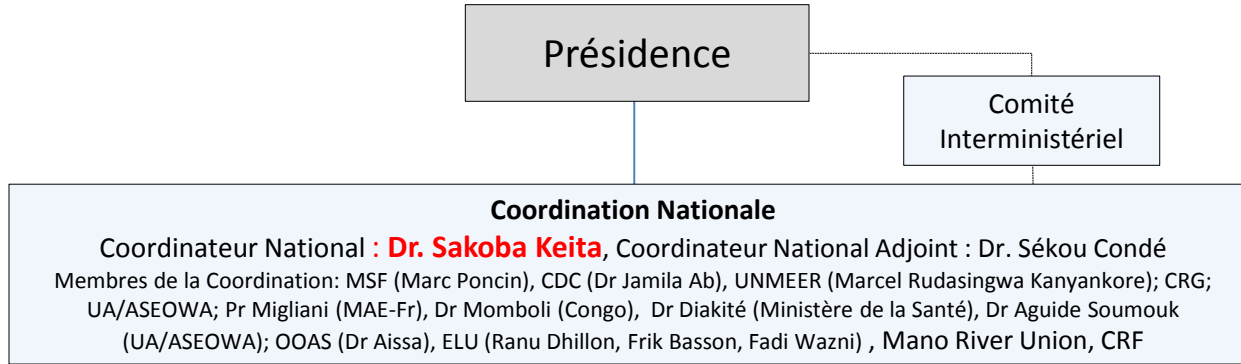 Présidence
Comité
Interministériel
Coordination Nationale
Coordinateur National : Dr. Sakoba Keita, Coordinateur National Adjoint : Dr. Sékou Condé
Membres de la Coordination: MSF (Marc Poncin), CDC (Dr Jamila Ab), UNMEER (Marcel Rudasingwa Kanyankore); CRG;
UA/ASEOWA; Pr Migliani (MAE-Fr), Dr Momboli (Congo), Dr Diakité (Ministère de la Santé), Dr Aguide Soumouk
(UA/ASEOWA); OOAS (Dr Aissa), ELU (Ranu Dhillon, Frik Basson, Fadi Wazni) , Mano River Union, CRF